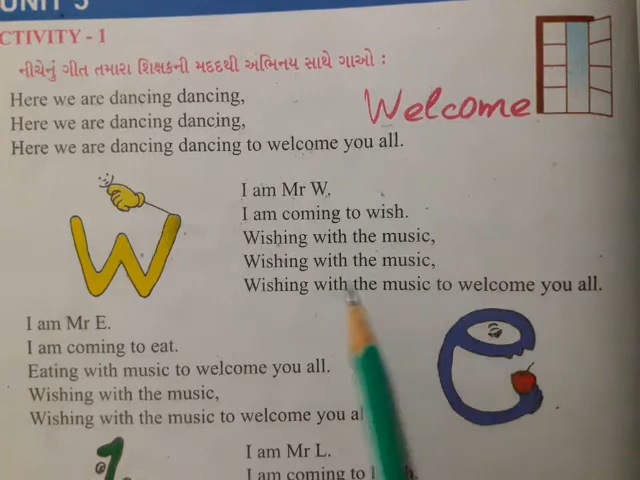 UNIT 5
CTIVITY - 1
નીચેનું ગીત તમારા શિક્ષકની મદદથી અભિનય સાથે ગાઓ :
Here we are dancing dancing,
Here we are dancing dancing,
Here we are dancing dancing to welcome you all.
Welcome
I am Mr W.
I am coming to wish.
Wishing with the music,
Wishing with the music,
Wishing with the music to welcome you all.
I am Mr E.
I am coming to eat.
Eating with music to welcome you all.
Wishing with the music,
Wishing with the music to welcome you
I am Mr L.
I am coming to